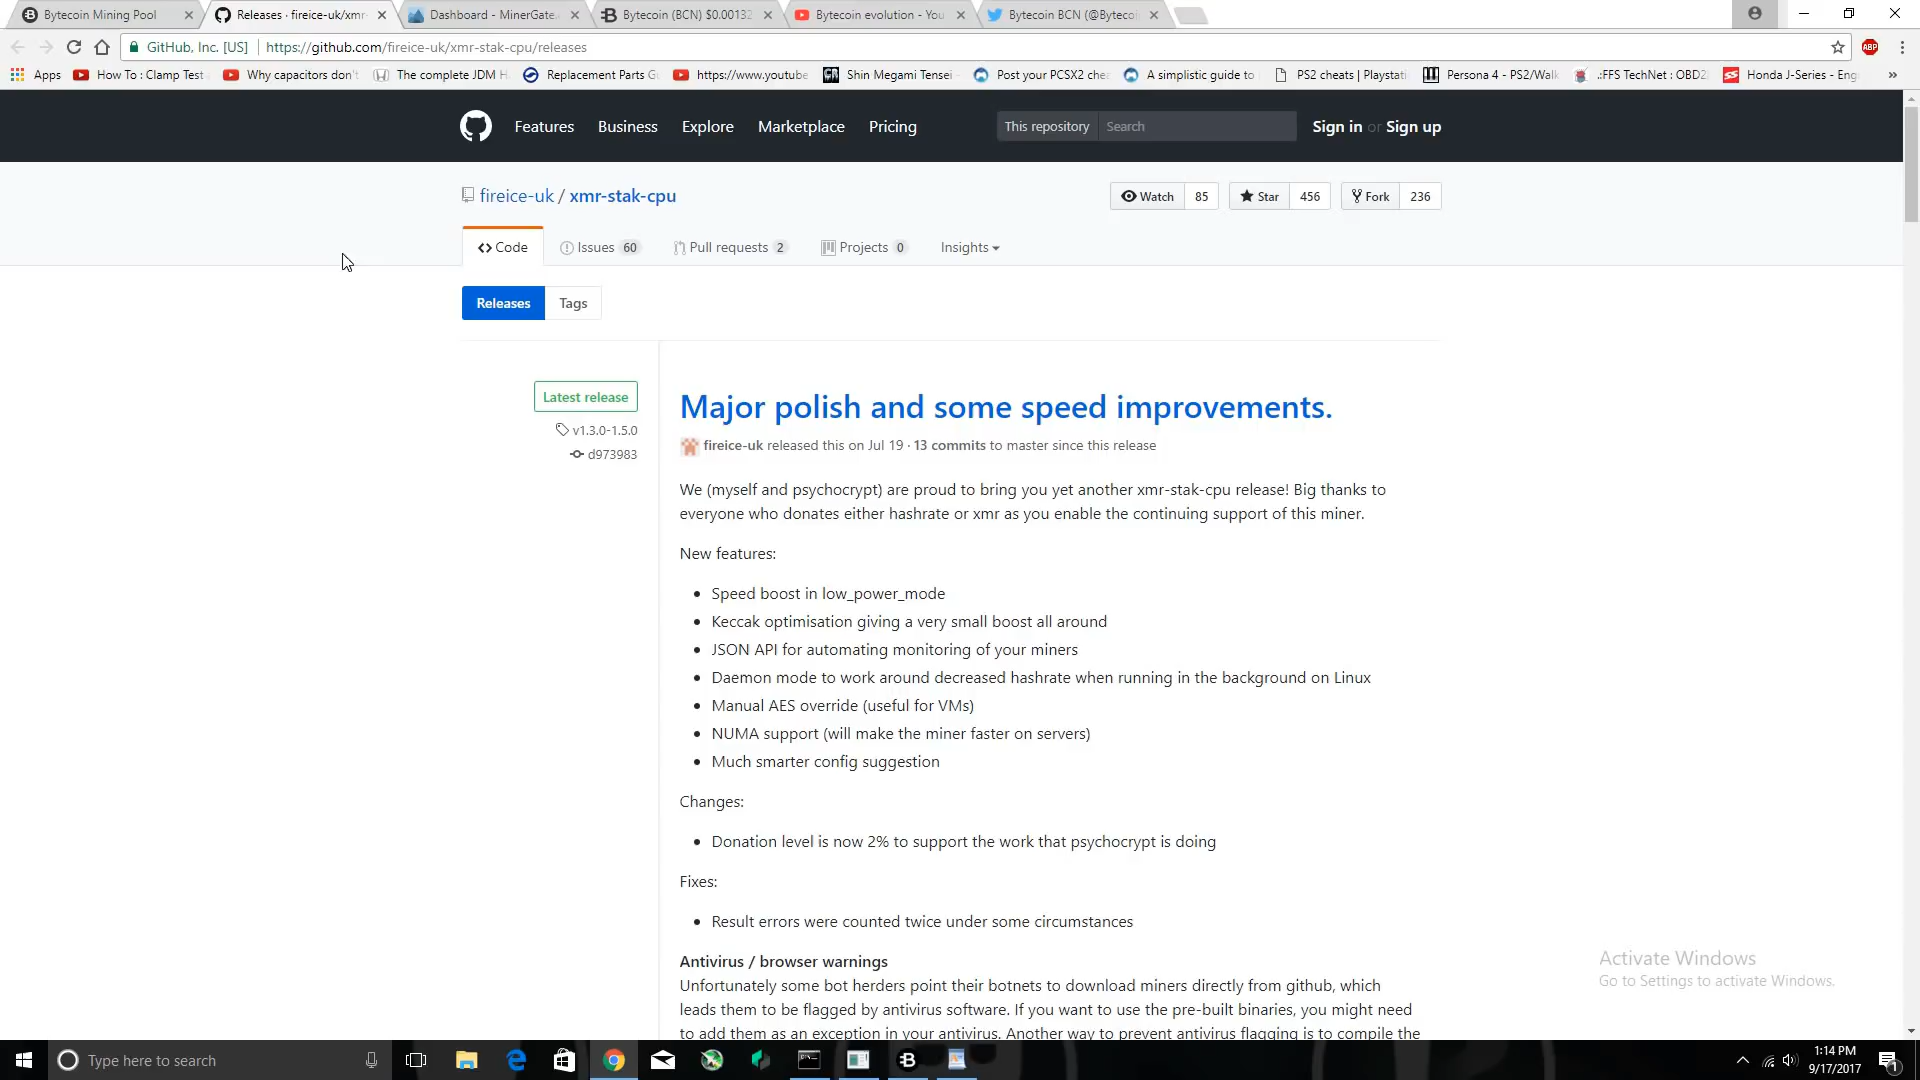 Bytecoin Mining Pool
Releases · fireice-uk/xmr-
Dashboard - MinerGate.
Bytecoin (BCN) $0.00132
Bytecoin evolution - You
Bytecoin BCN (@Byteco
GitHub, Inc. [US]
https://github.com/fireice-uk/xmr-stak-cpu/releases
ABP
Apps
How To : Clamp Test
Why capacitors don'
The complete JDM H
Replacement Parts G
https://www.youtube
Shin Megami Tensei
Post your PCSX2 che
A simplistic guide to
PS2 cheats | Playstati
Persona 4 - PS2/Walk
.:FFS TechNet : OBD2
Honda J-Series - Eng
»
Features
Business
Explore
Marketplace
Pricing
This repository
Search
Sign in or Sign up
fireice-uk / xmr-stak-cpu
Watch 85
Star 456
Fork 236
Code
Issues 60
Pull requests 2
Projects 0
Insights
Releases
Tags
Latest release
v1.3.0-1.5.0
d973983
Major polish and some speed improvements.
fireice-uk released this on Jul 19 · 13 commits to master since this release
We (myself and psychocrypt) are proud to bring you yet another xmr-stak-cpu release! Big thanks to
everyone who donates either hashrate or xmr as you enable the continuing support of this miner.
New features:
• Speed boost in low_power_mode
• Keccak optimisation giving a very small boost all around
• JSON API for automating monitoring of your miners
• Daemon mode to work around decreased hashrate when running in the background on Linux
• Manual AES override (useful for VMs)
• NUMA support (will make the miner faster on servers)
• Much smarter config suggestion
Changes:
• Donation level is now 2% to support the work that psychocrypt is doing
Fixes:
• Result errors were counted twice under some circumstances
Antivirus / browser warnings
Unfortunately some bot herders point their botnets to download miners directly from github, which
leads them to be flagged by antivirus software. If you want to use the pre-built binaries, you might need
to add them as an exception in your antivirus. Another way to prevent antivirus flagging is to compile the
Activate Windows
Go to Settings to activate Windows.
Type here to search
1:14 PM
9/17/2017
1